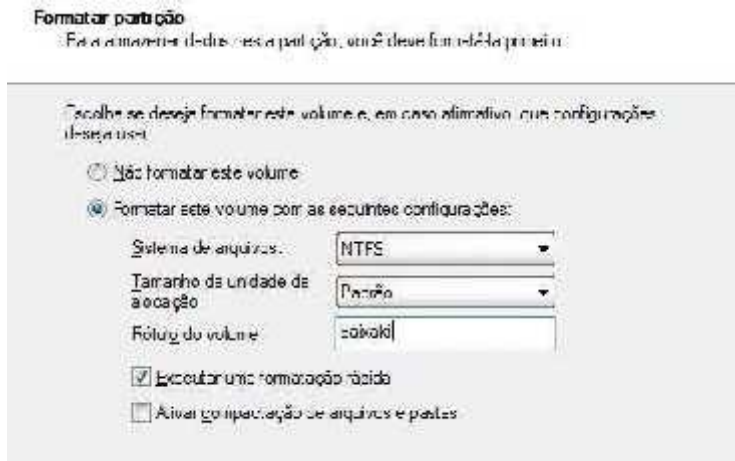 Formatar partição
Para armazenar dados nesta partição, você deve formatá-la primeiro.
Escolha se deseja formatar este volume e, em caso afirmativo, que configurações
deseja usar.
Não formatar este volume
Formatar este volume com as seguintes configurações:
Sistema de arquivos: NTFS
Tamanho da unidade de
alocação Padrão
Rótulo do volume baixaki
Executar uma formatação rápida
Ativar compactação de arquivos e pastas